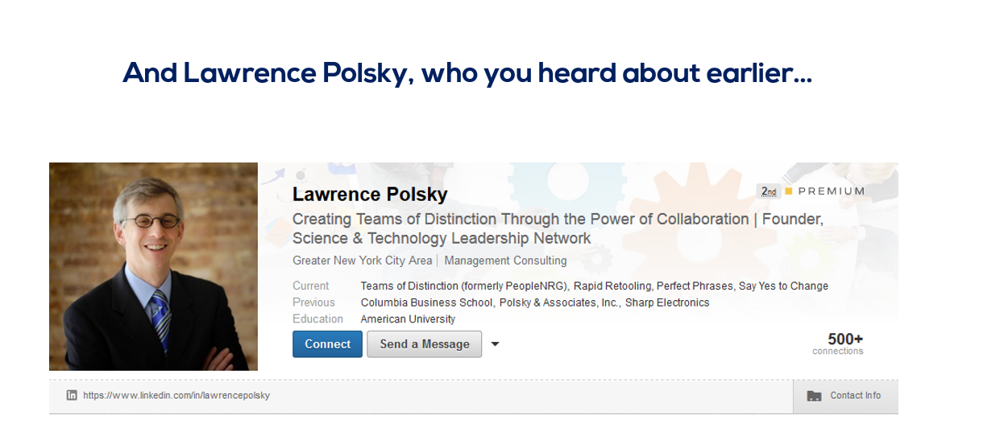 And Lawrence Polsky, who you heard about earlier...
Lawrence Polsky
2nd PREMIUM
Creating Teams of Distinction Through the Power of Collaboration | Founder,
Science & Technology Leadership Network
Greater New York City Area | Management Consulting
Current Teams of Distinction (formerly PeopleNRG), Rapid Retooling, Perfect Phrases, Say Yes to Change
Previous Columbia Business School, Polsky & Associates, Inc., Sharp Electronics
Education American University
Connect Send a Message
500+
connections
in https://www.linkedin.com/in/lawrencepolsky Contact Info